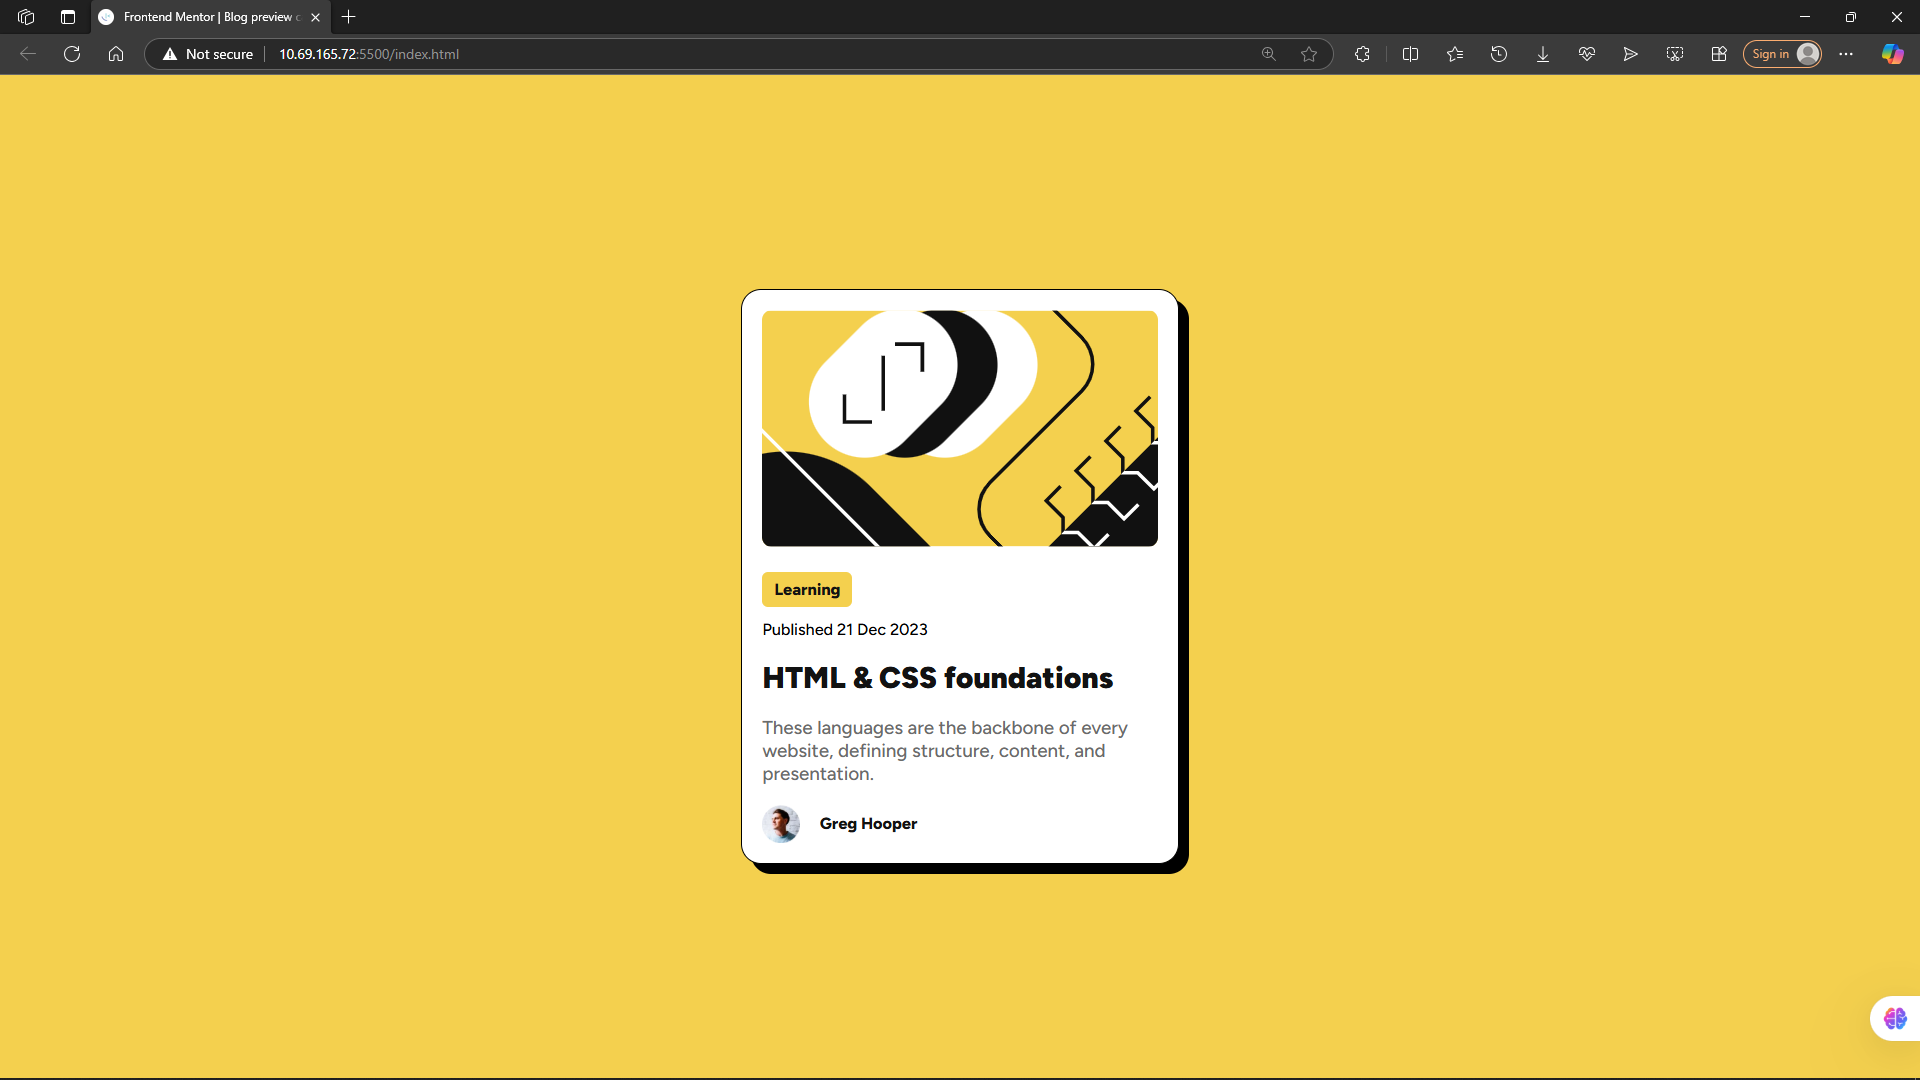 Frontend Mentor | Blog preview
Not secure
10.69.165.72:5500/index.html
Sign in
Learning
Published 21 Dec 2023
HTML & CSS foundations
These languages are the backbone of every
website, defining structure, content, and
presentation.
Greg Hooper